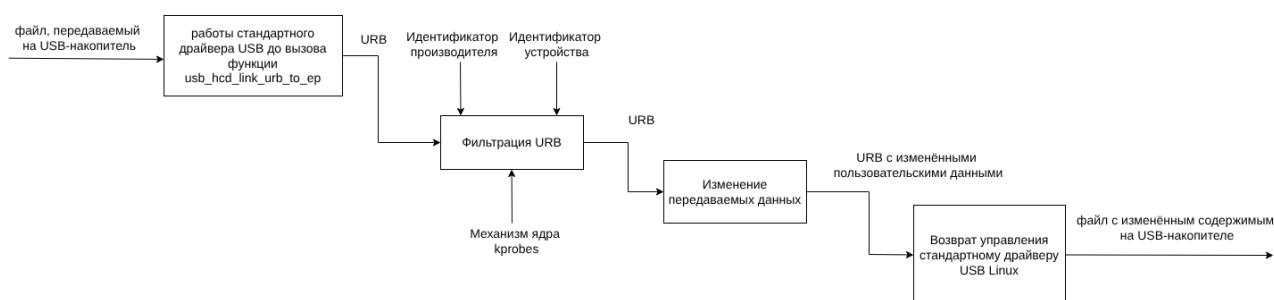 файл, передаваемый
на USB-накопитель
работы стандартного
драйвера USB до вызова
функции
usb_hcd_link_urb_to_ep
URB
Идентификатор
производителя
Идентификатор
устройства
Фильтрация URB
Механизм ядра
kprobes
URB
Изменение
передаваемых данных
URB с изменёнными
пользовательскими данными
Возврат управления
стандартному драйверу
USB Linux
файл с изменённым содержимым
на USB-накопителе